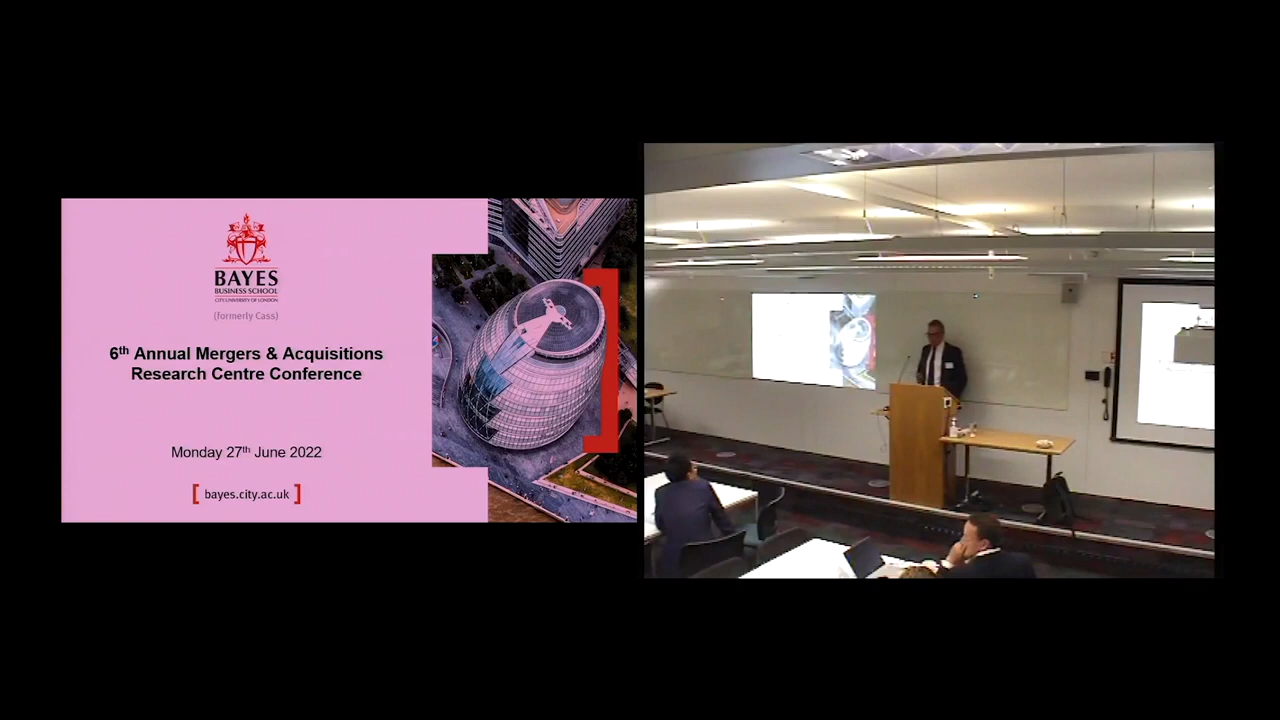 BAYES
BUSINESS SCHOOL
CITY, UNIVERSITY OF LONDON
(formerly Cass)
6th Annual Mergers & Acquisitions
Research Centre Conference
Monday 27th June 2022
[ bayes.city.ac.uk ]